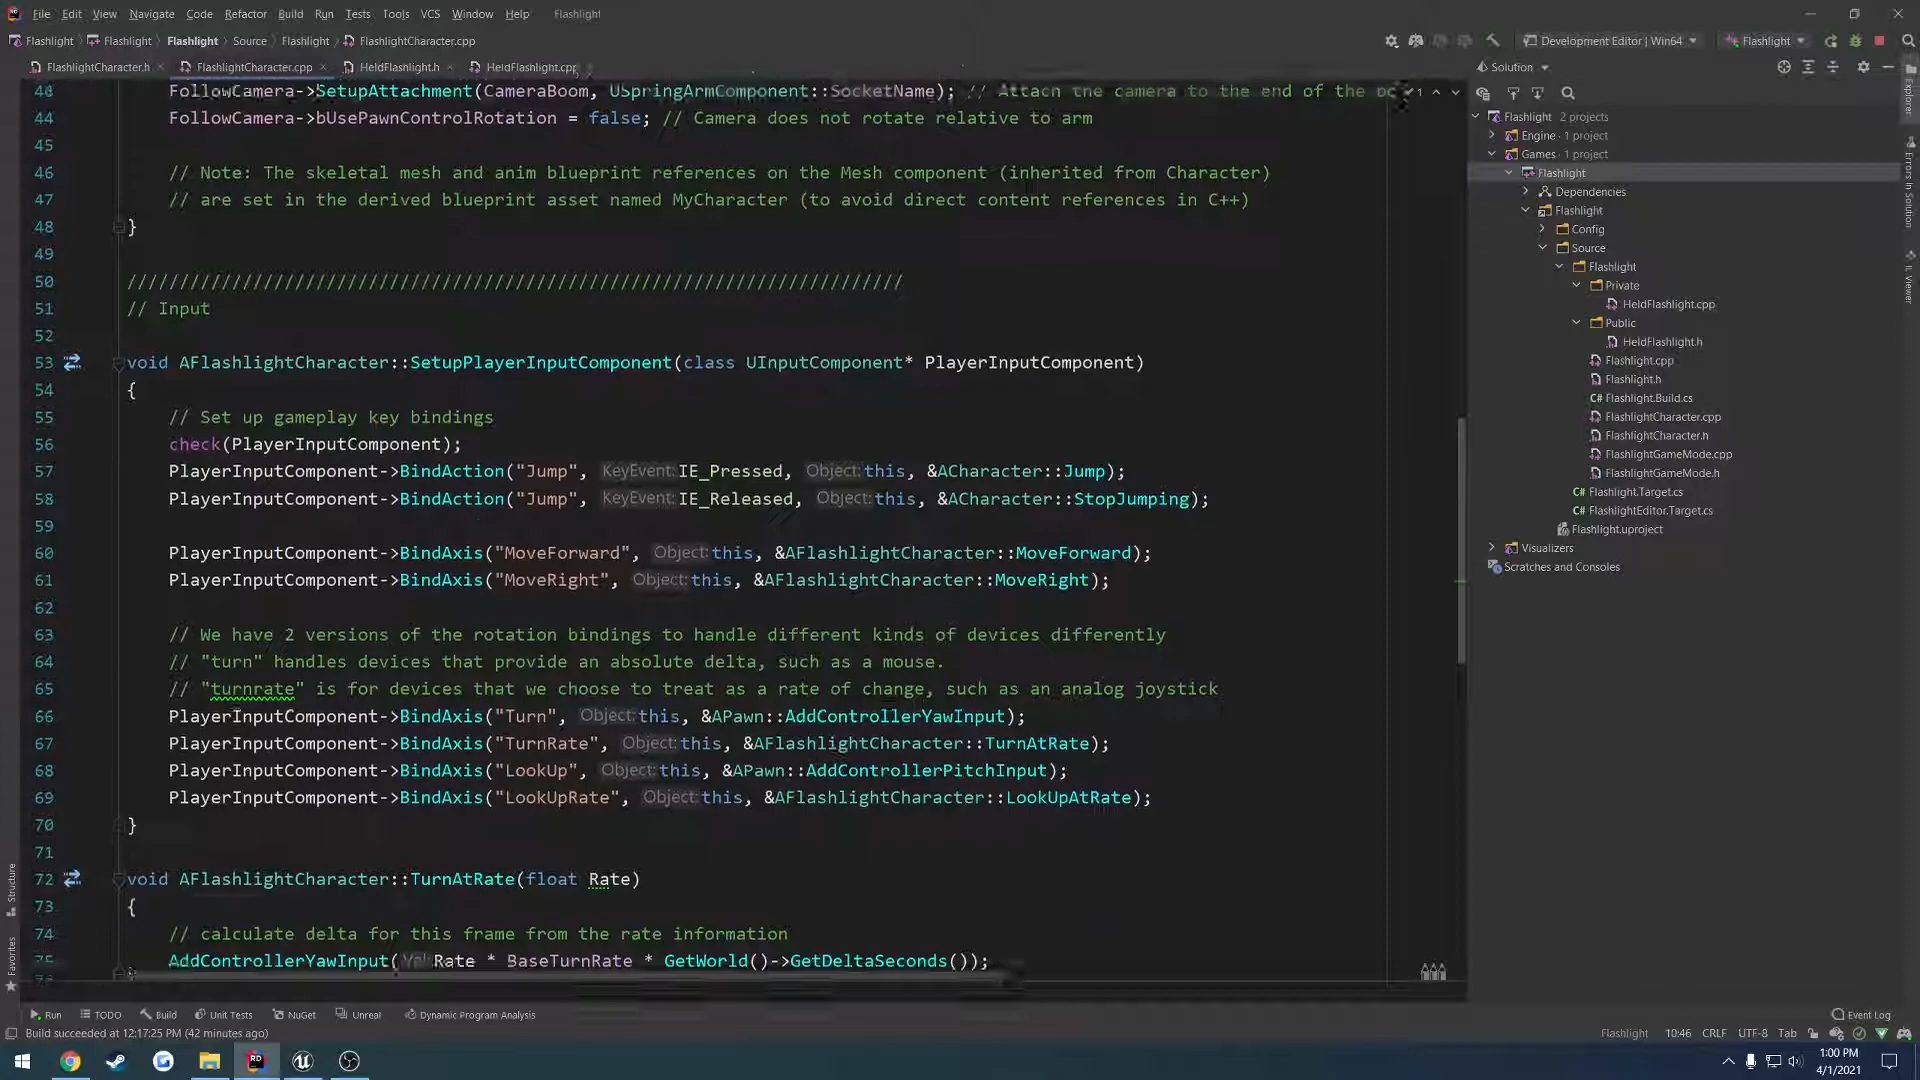 File Edit View Navigate Code Refactor Build Run Tests Tools VCS Window Help Flashlight
Flashlight Flashlight Flashlight Source Flashlight FlashlightCharacter.cpp
Development Editor | Win64 Flashlight
FlashlightCharacter.h FlashlightCharacter.cpp HeldFlashlight.h HeldFlashlight.cpp
Solution
FollowCamera->SetupAttachment(CameraBoom, USpringArmComponent::SocketName); // Attach the camera to the end of the
1
44 FollowCamera->bUsePawnControlRotation = false; // Camera does not rotate relative to arm
45
46 // Note: The skeletal mesh and anim blueprint references on the Mesh component (inherited from Character)
47 // are set in the derived blueprint asset named MyCharacter (to avoid direct content references in C++)
48 }
49
50 //////////////////////////////////////////////////////////////////////////
51 // Input
52
53 void AFlashlightCharacter::SetupPlayerInputComponent(class UInputComponent* PlayerInputComponent)
54 {
55 // Set up gameplay key bindings
56 check(PlayerInputComponent);
57 PlayerInputComponent->BindAction("Jump", KeyEvent: IE_Pressed, Object: this, &ACharacter::Jump);
58 PlayerInputComponent->BindAction("Jump", KeyEvent: IE_Released, Object: this, &ACharacter::StopJumping);
59
60 PlayerInputComponent->BindAxis("MoveForward", Object: this, &AFlashlightCharacter::MoveForward);
61 PlayerInputComponent->BindAxis("MoveRight", Object: this, &AFlashlightCharacter::MoveRight);
62
63 // We have 2 versions of the rotation bindings to handle different kinds of devices differently
64 // "turn" handles devices that provide an absolute delta, such as a mouse.
65 // "turnrate" is for devices that we choose to treat as a rate of change, such as an analog joystick
66 PlayerInputComponent->BindAxis("Turn", Object: this, &APawn::AddControllerYawInput);
67 PlayerInputComponent->BindAxis("TurnRate", Object: this, &AFlashlightCharacter::TurnAtRate);
68 PlayerInputComponent->BindAxis("LookUp", Object: this, &APawn::AddControllerPitchInput);
69 PlayerInputComponent->BindAxis("LookUpRate", Object: this, &AFlashlightCharacter::LookUpAtRate);
70 }
71
72 void AFlashlightCharacter::TurnAtRate(float Rate)
73 {
74 // calculate delta for this frame from the rate information
75 AddControllerYawInput( Rate * BaseTurnRate * GetWorld()->GetDeltaSeconds());
Flashlight 2 projects
Engine · 1 project
Games · 1 project
Flashlight
Dependencies
Flashlight
Config
Source
Flashlight
Private
HeldFlashlight.cpp
Public
HeldFlashlight.h
Flashlight.cpp
Flashlight.h
C# Flashlight.Build.cs
FlashlightCharacter.cpp
FlashlightCharacter.h
FlashlightGameMode.cpp
FlashlightGameMode.h
C# Flashlight.Target.cs
C# FlashlightEditor.Target.cs
Flashlight.uproject
Visualizers
Scratches and Consoles
Explorer
Errors In Solution
IL Viewer
Structure
Favorites
Run TODO Build Unit Tests NuGet Unreal Dynamic Program Analysis Event Log
Build succeeded at 12:17:25 PM (42 minutes ago) Flashlight 10:46 CRLF UTF-8 Tab
RD
1:00 PM
4/1/2021